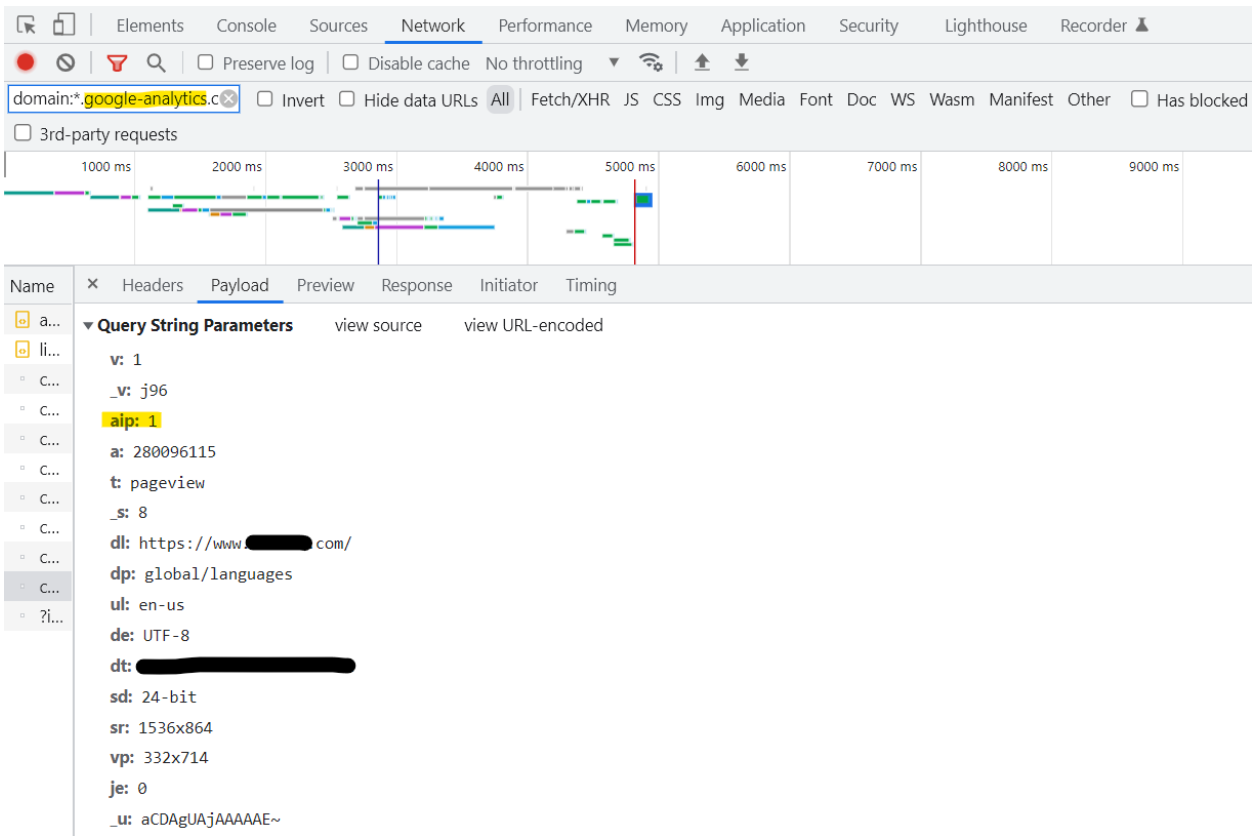 Elements Console Sources Network Performance Memory Application Security Lighthouse Recorder
Preserve log Disable cache No throttling
domain:*.google-analytics.c Invert Hide data URLs All Fetch/XHR JS CSS Img Media Font Doc WS Wasm Manifest Other Has blocked
3rd-party requests
1000 ms 2000 ms 3000 ms 4000 ms 5000 ms 6000 ms 7000 ms 8000 ms 9000 ms
Name × Headers Payload Preview Response Initiator Timing
a... Query String Parameters view source view URL-encoded
li... v: 1
c... _v: j96
c... aip: 1
c... a: 280096115
c... t: pageview
c... _s: 8
c... dl: https://www. .com/
c... dp: global/languages
c... ul: en-us
?i... de: UTF-8
dt:
sd: 24-bit
sr: 1536x864
vp: 332x714
je: 0
_u: aCDAgUAjAAAAAE~